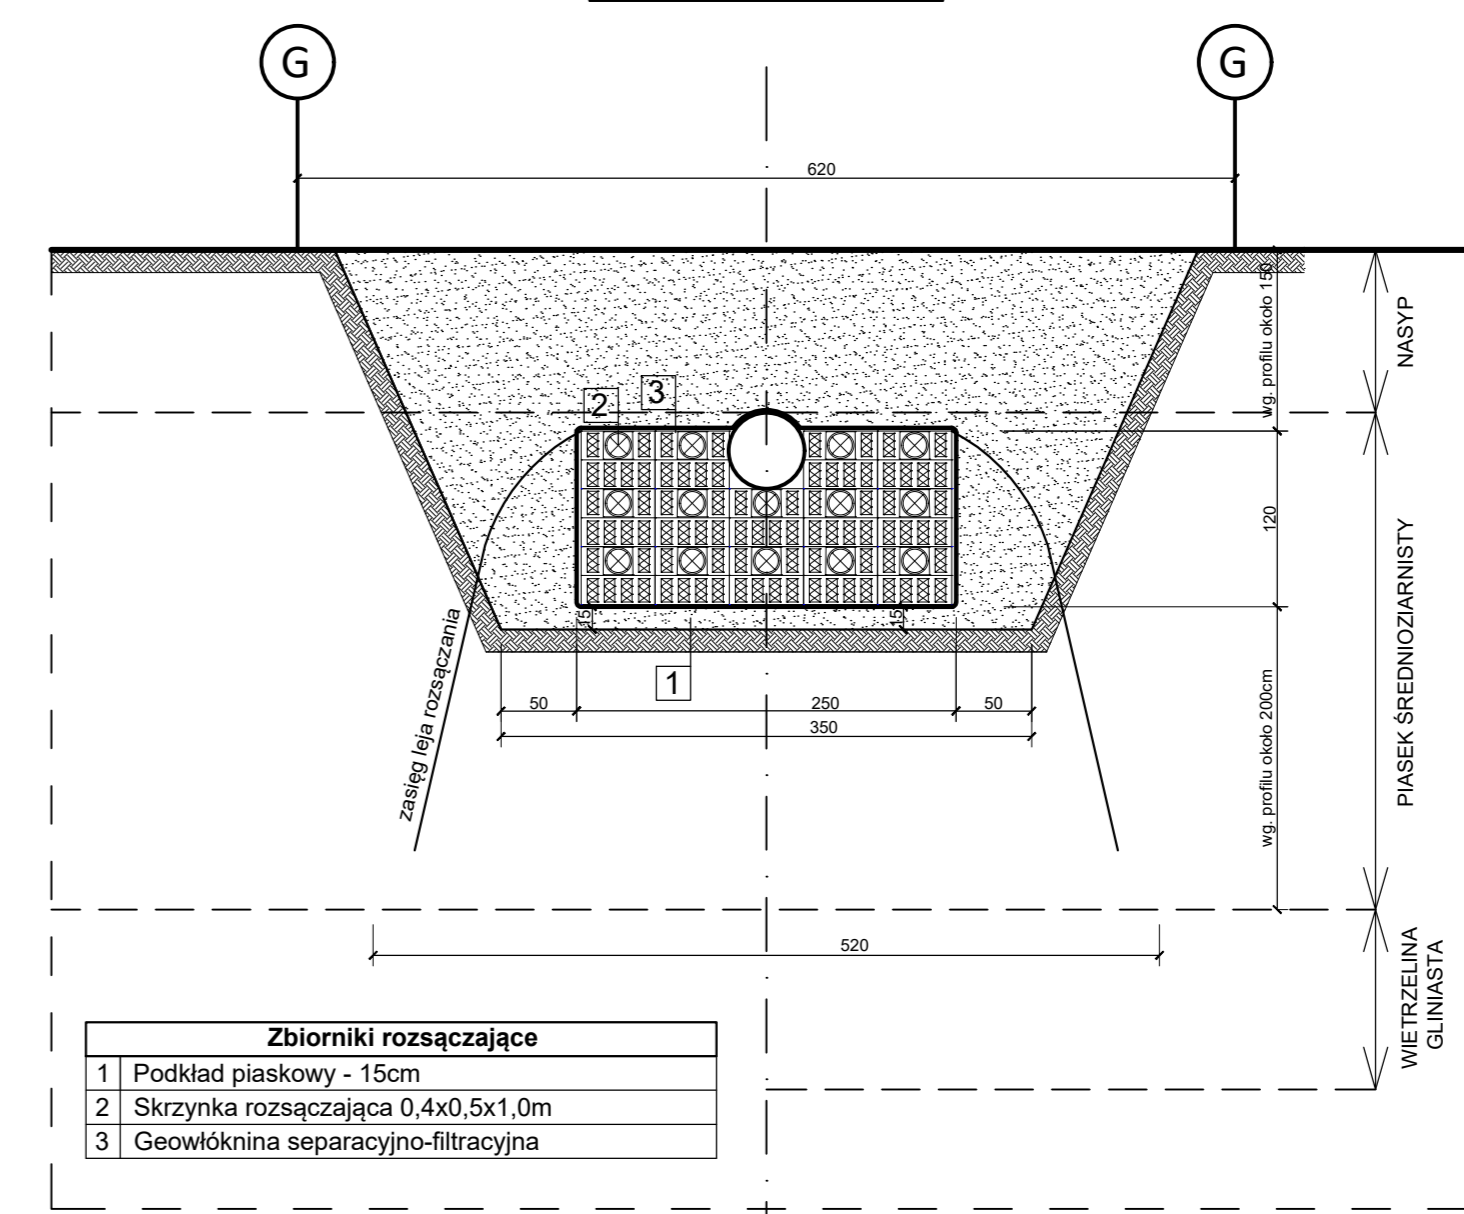 G
G
620
wg. profilu około 150
NASYP
2
3
120
PIASEK ŚREDNIOZIARNISTY
15
15
zasięg leja rozsączania
1
50
250
50
350
wg. profilu około 200cm
520
WIETRZELINA
GLINIASTA
Zbiorniki rozsączające
1 Podkład piaskowy - 15cm
2 Skrzynka rozsączająca 0,4x0,5x1,0m
3 Geowłóknina separacyjno-filtracyjna